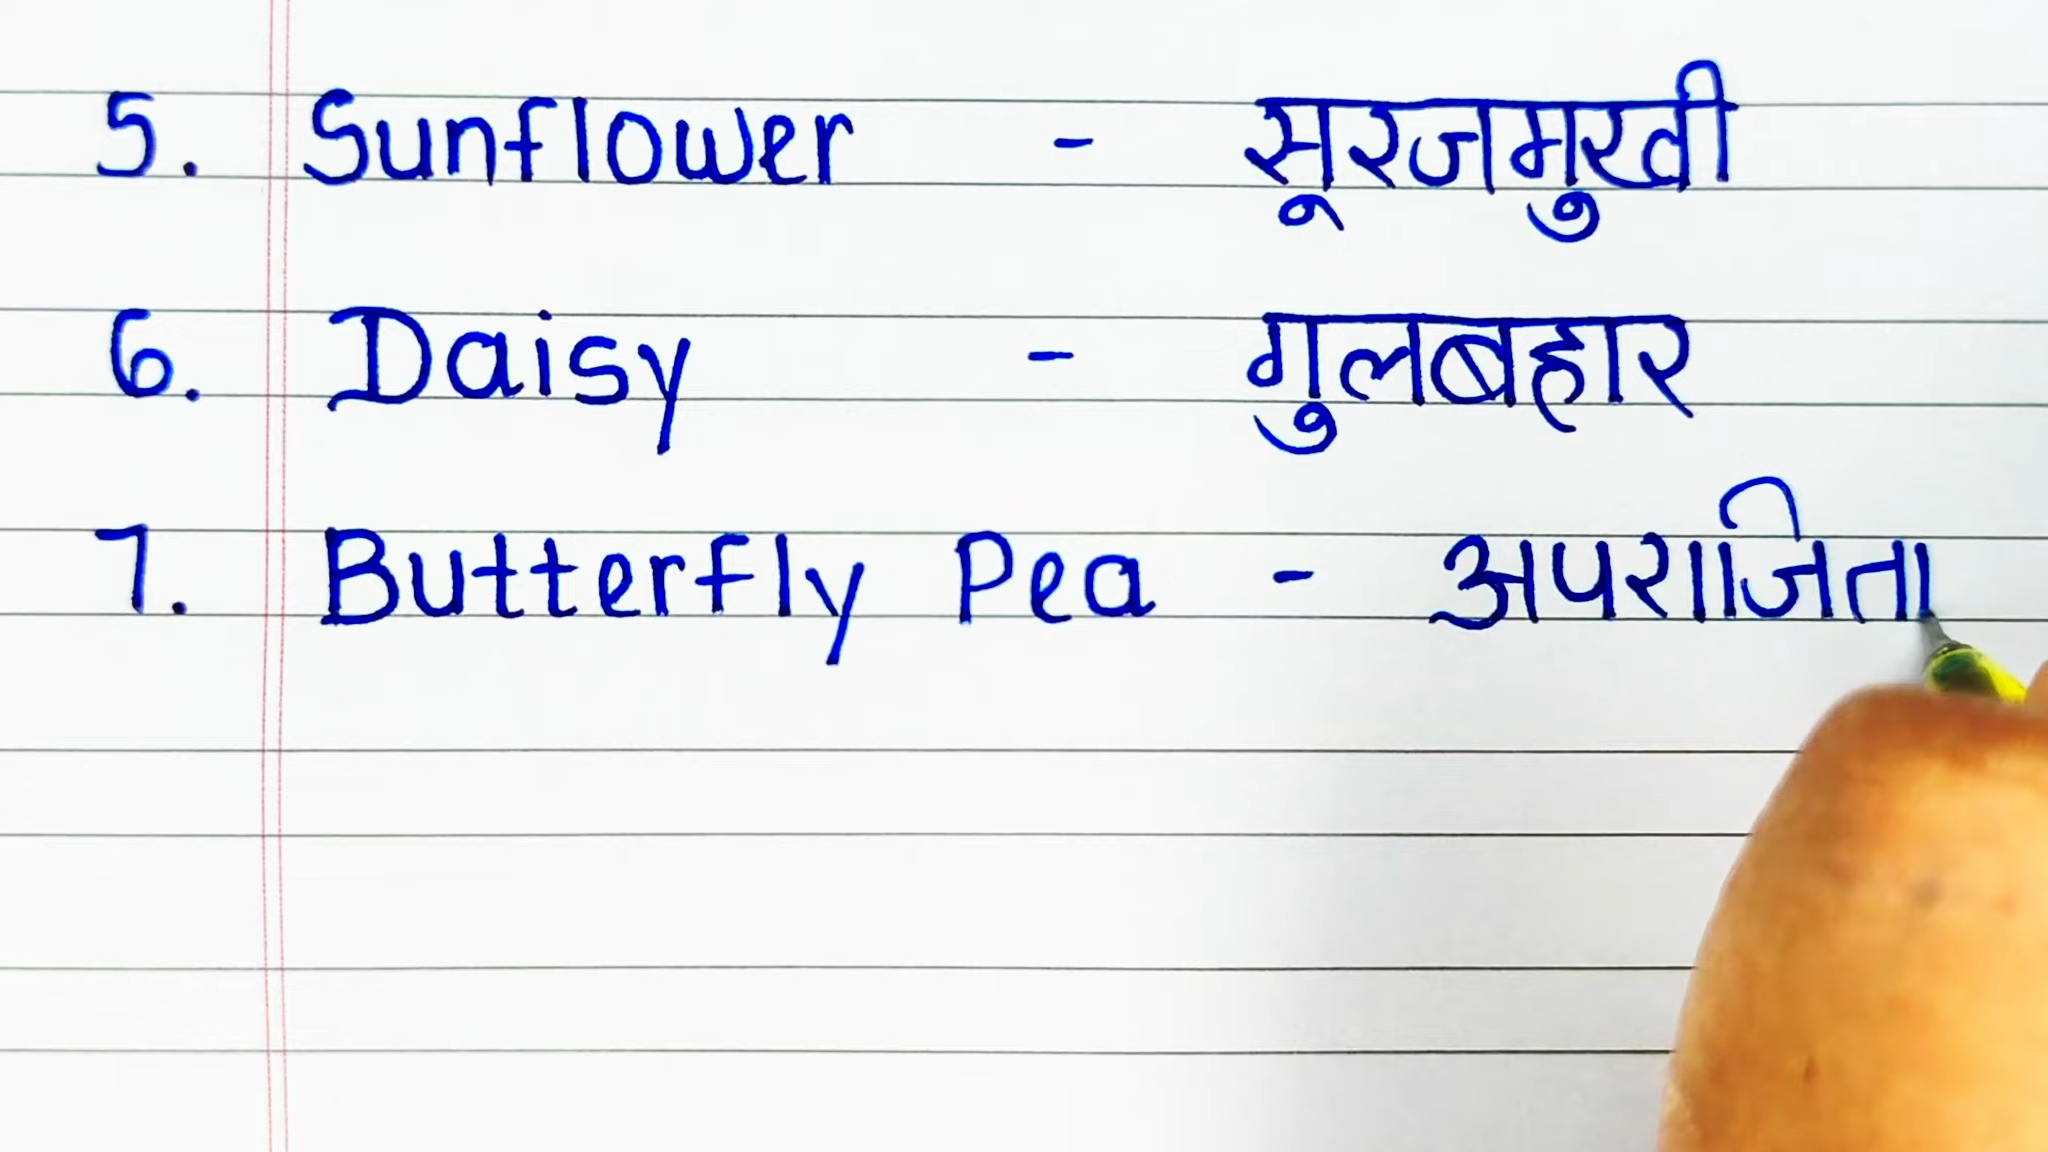 5. Sunflower - सूरजमुखी
6. Daisy - गुलबहार
7. Butterfly Pea - अपराजिता